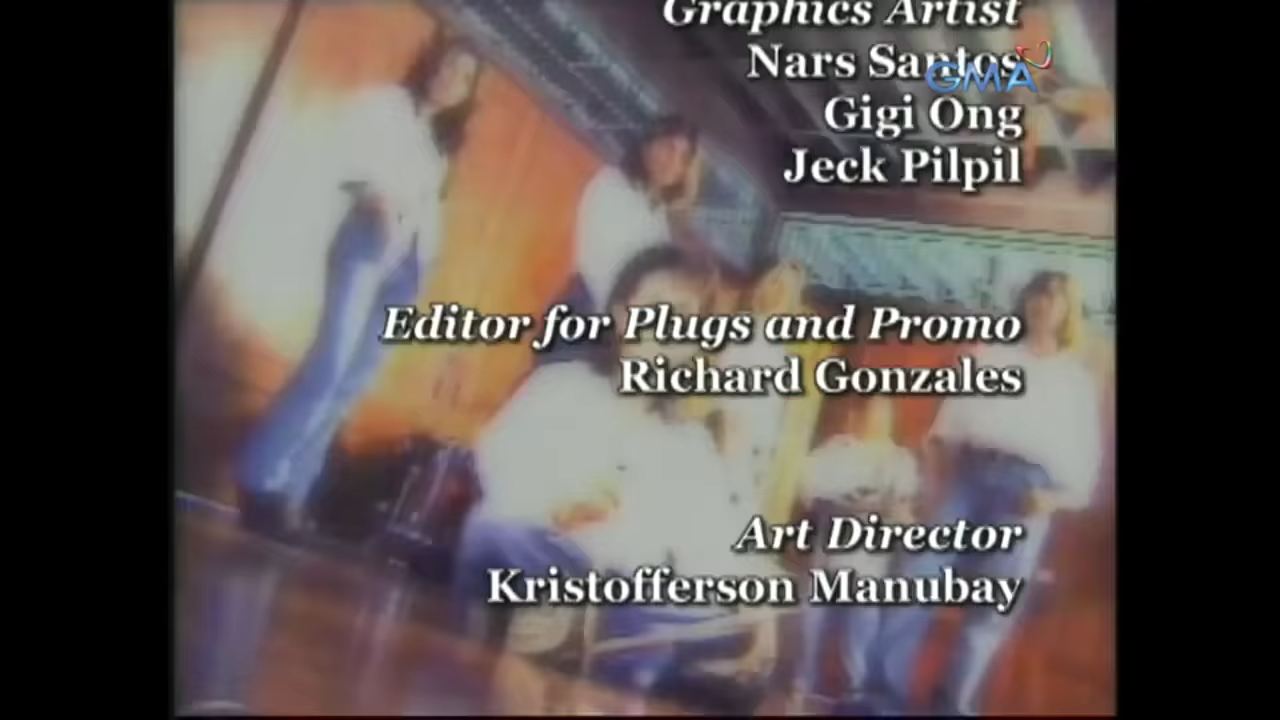 Graphics Artist
Nars Santos
GMA
Gigi Ong
Jeck Pilpil
Editor for Plugs and Promo
Richard Gonzales
Art Director
Kristofferson Manubay